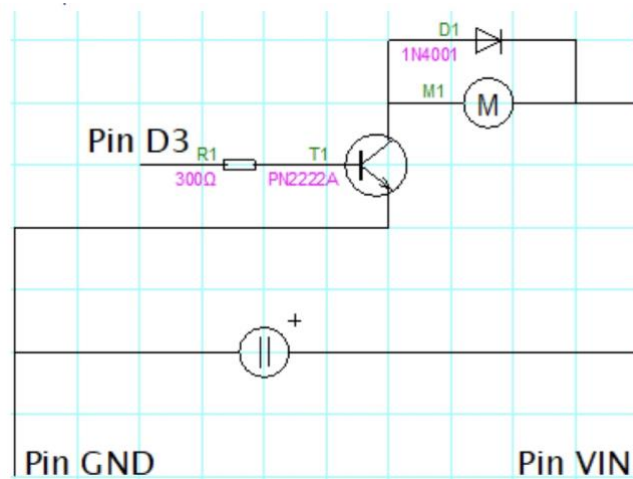 D1
1N4001
M1
M
Pin D3
R1
T1
300Ω
PN2222A
+
Pin GND
Pin VIN